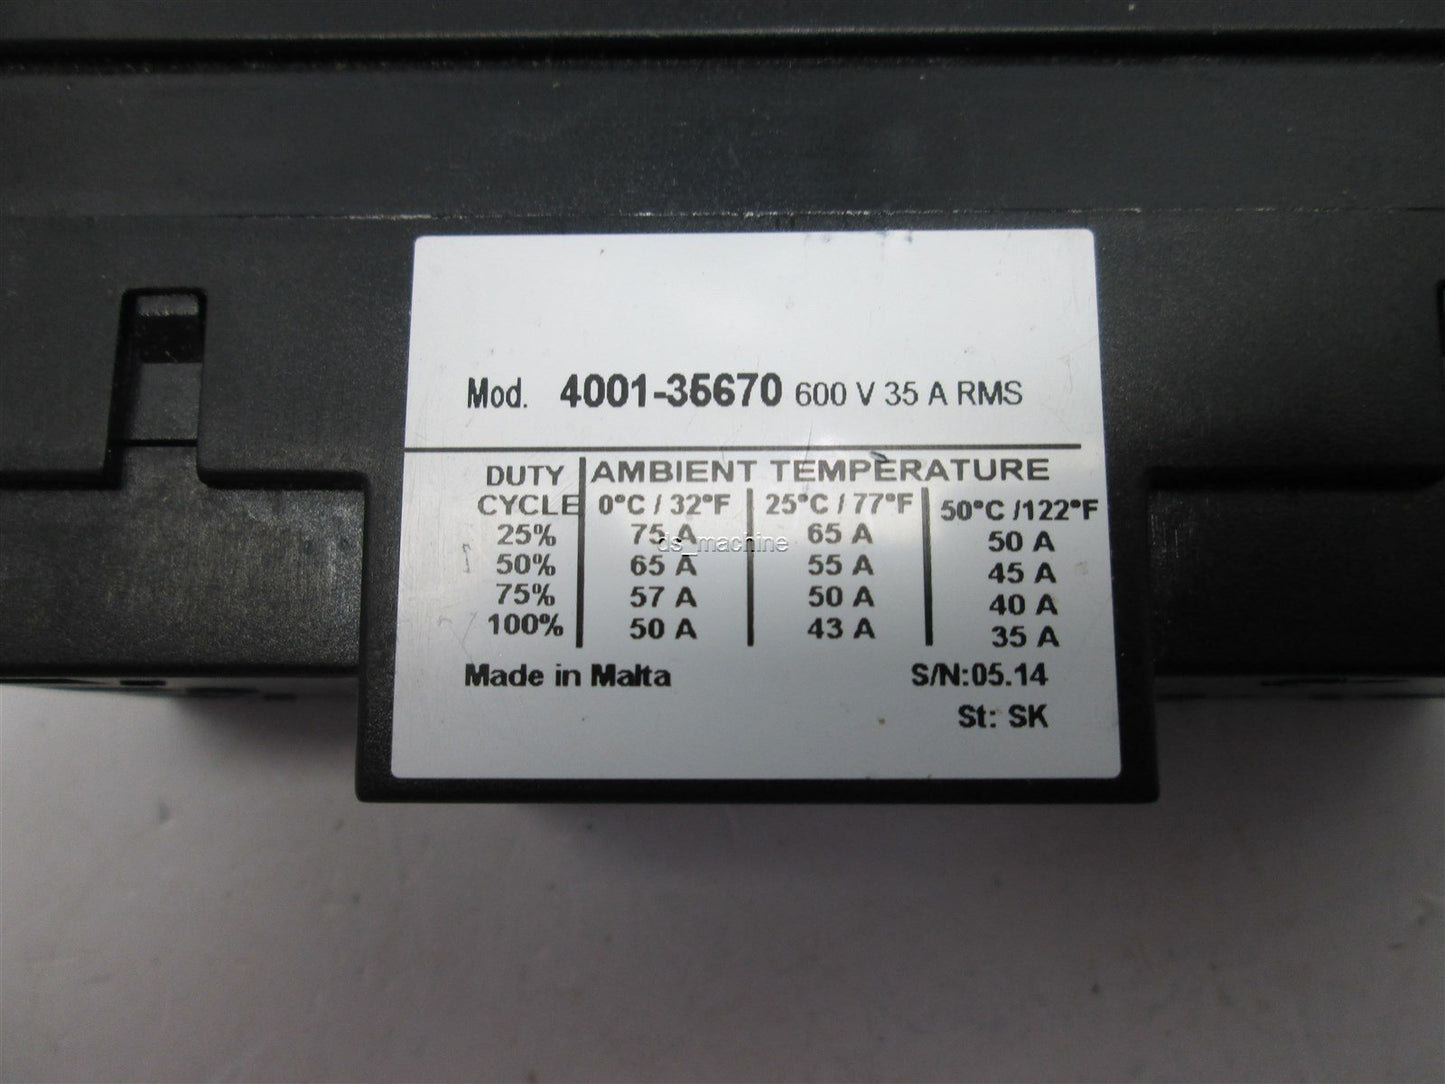 Mod. 4001-35670 600 V 35 A RMS
DUTY CYCLE AMBIENT TEMPERATURE
0°C / 32°F 25°C / 77°F 50°C /122°F
25% 75 A 65 A 50 A
50% 65 A 55 A 45 A
75% 57 A 50 A 40 A
100% 50 A 43 A 35 A
ds_machine
Made in Malta S/N:05.14
St: SK